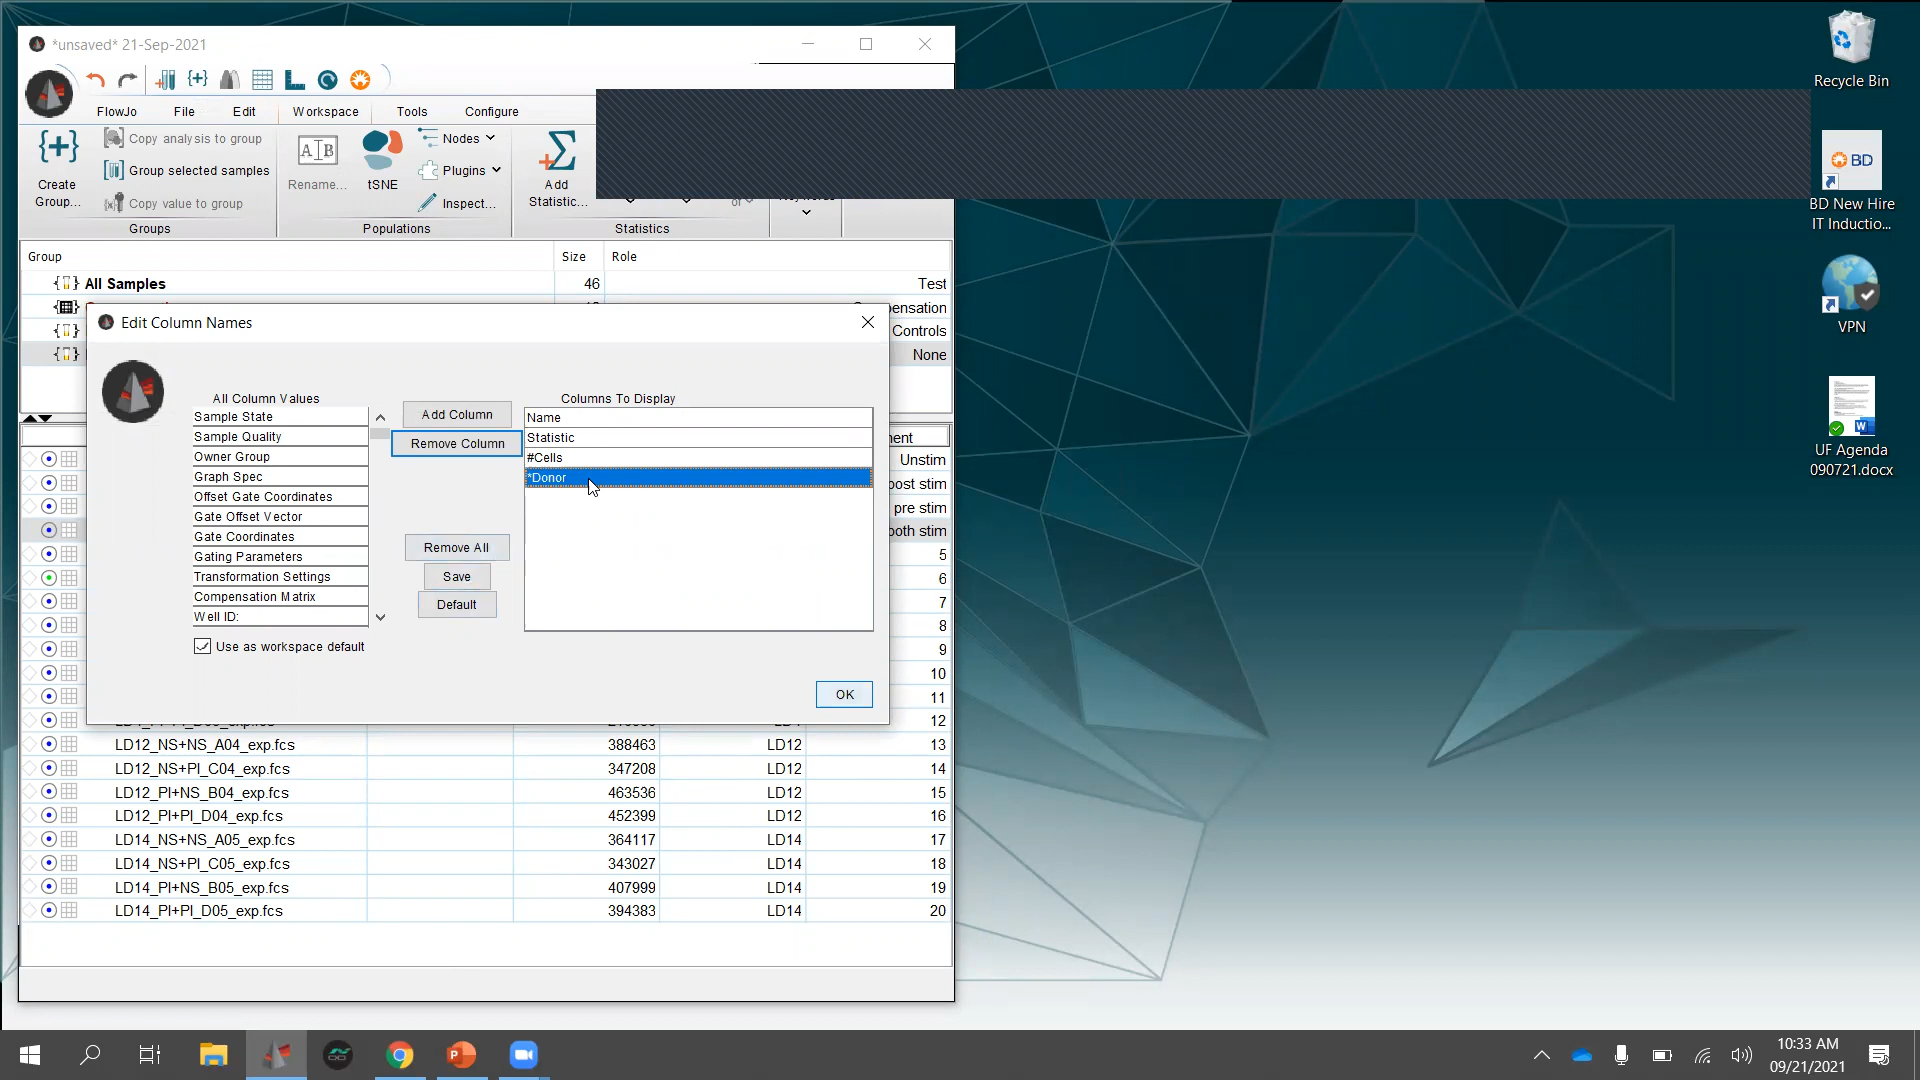 *unsaved* 21-Sep-2021
FlowJo File Edit Workspace Tools Configure
Create Group...
Copy analysis to group
Group selected samples
Copy value to group
Groups
Rename...
tSNE
Nodes
Plugins
Inspect...
Populations
Add Statistic...
Statistics
Group Size Role
All Samples 46 Test
Controls
None
Edit Column Names
All Column Values
Sample State
Sample Quality
Owner Group
Graph Spec
Offset Gate Coordinates
Gate Offset Vector
Gate Coordinates
Gating Parameters
Transformation Settings
Compensation Matrix
Well ID:
Use as workspace default
Add Column
Remove Column
Remove All
Save
Default
Columns To Display
Name
Statistic
#Cells
*Donor
OK
Unstim
post stim
pre stim
both stim
5
6
7
8
9
10
11
12
LD12_NS+NS_A04_exp.fcs 388463 LD12 13
LD12_NS+PI_C04_exp.fcs 347208 LD12 14
LD12_PI+NS_B04_exp.fcs 463536 LD12 15
LD12_PI+PI_D04_exp.fcs 452399 LD12 16
LD14_NS+NS_A05_exp.fcs 364117 LD14 17
LD14_NS+PI_C05_exp.fcs 343027 LD14 18
LD14_PI+NS_B05_exp.fcs 407999 LD14 19
LD14_PI+PI_D05_exp.fcs 394383 LD14 20
Recycle Bin
BD
BD New Hire
IT Inductio...
VPN
UF Agenda
090721.docx
10:33 AM
09/21/2021